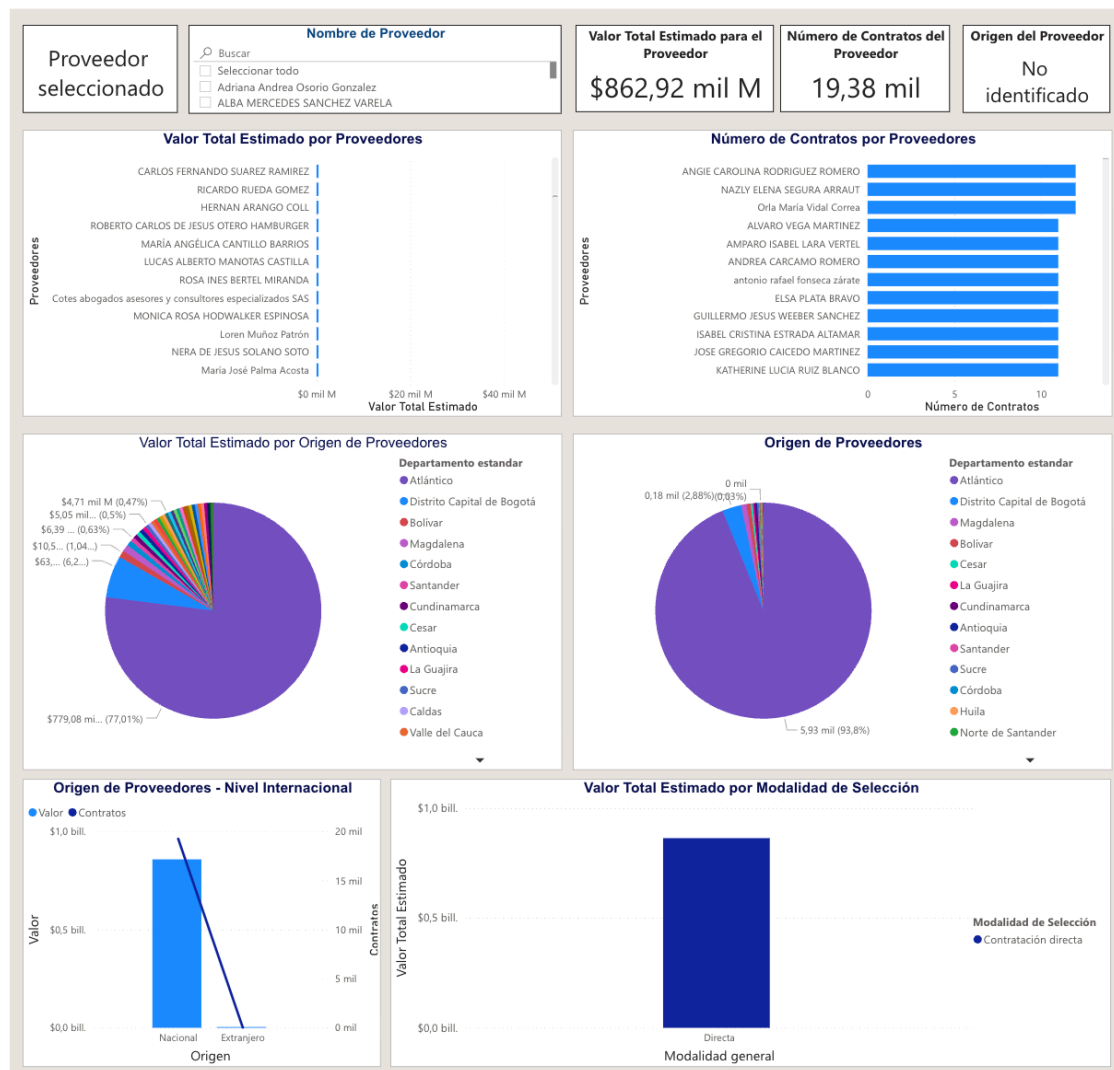 Proveedor
seleccionado
Nombre de Proveedor
Buscar
Seleccionar todo
Adriana Andrea Osorio Gonzalez
ALBA MERCEDES SANCHEZ VARELA
Valor Total Estimado para el
Proveedor
$862,92 mil M
Número de Contratos del
Proveedor
19,38 mil
Origen del Proveedor
No
identificado
Valor Total Estimado por Proveedores
Proveedores
CARLOS FERNANDO SUAREZ RAMIREZ
RICARDO RUEDA GOMEZ
HERNAN ARANGO COLL
ROBERTO CARLOS DE JESUS OTERO HAMBURGER
MARÍA ANGÉLICA CANTILLO BARRIOS
LUCAS ALBERTO MANOTAS CASTILLA
ROSA INES BERTEL MIRANDA
Cotes abogados asesores y consultores especializados SAS
MONICA ROSA HODWALKER ESPINOSA
Loren Muñoz Patrón
NERA DE JESUS SOLANO SOTO
María José Palma Acosta
$0 mil M
$20 mil M
$40 mil M
Valor Total Estimado
Número de Contratos por Proveedores
Proveedores
ANGIE CAROLINA RODRIGUEZ ROMERO
NAZLY ELENA SEGURA ARRAUT
Orla María Vidal Correa
ALVARO VEGA MARTINEZ
AMPARO ISABEL LARA VERTEL
ANDREA CARCAMO ROMERO
antonio rafael fonseca zárate
ELSA PLATA BRAVO
GUILLERMO JESUS WEEBER SANCHEZ
ISABEL CRISTINA ESTRADA ALTAMAR
JOSE GREGORIO CAICEDO MARTINEZ
KATHERINE LUCIA RUIZ BLANCO
0
5
10
Número de Contratos
Valor Total Estimado por Origen de Proveedores
$4,71 mil M (0,47%)
$5,05 mil... (0,5%)
$6,39 ... (0,63%)
$10,5... (1,04...)
$63,... (6,2...)
$779,08 mi... (77,01%)
Departamento estandar
Atlántico
Distrito Capital de Bogotá
Bolívar
Magdalena
Córdoba
Santander
Cundinamarca
Cesar
Antioquia
La Guajira
Sucre
Caldas
Valle del Cauca
Origen de Proveedores
0 mil
(0,03%)
0,18 mil (2,88%)
5,93 mil (93,8%)
Departamento estandar
Atlántico
Distrito Capital de Bogotá
Magdalena
Bolívar
Cesar
La Guajira
Cundinamarca
Antioquia
Santander
Sucre
Córdoba
Huila
Norte de Santander
Origen de Proveedores - Nivel Internacional
Valor
Contratos
Valor
$1,0 bill.
$0,5 bill.
$0,0 bill.
20 mil
15 mil
10 mil
5 mil
0 mil
Contratos
Nacional
Extranjero
Origen
Valor Total Estimado por Modalidad de Selección
Valor Total Estimado
$1,0 bill.
$0,5 bill.
$0,0 bill.
Directa
Modalidad general
Modalidad de Selección
Contratación directa